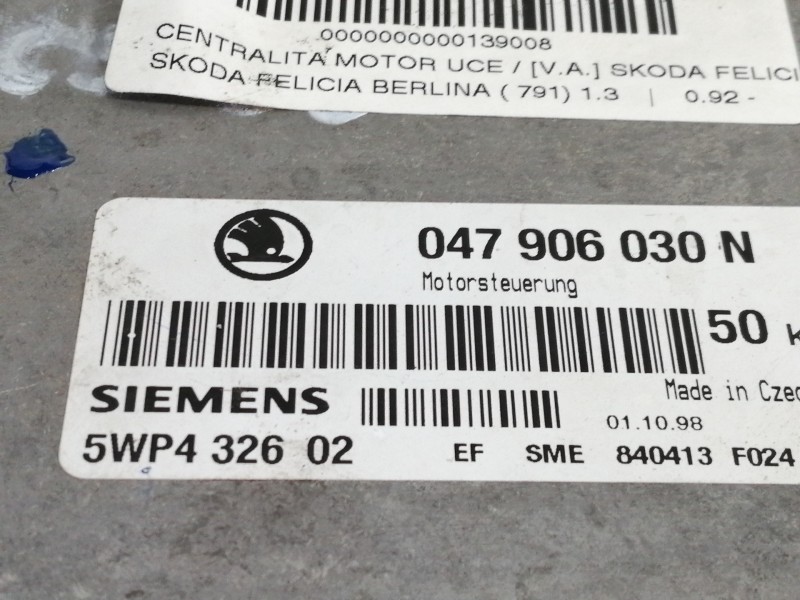 0000000000139008
CENTRALITA MOTOR UCE / [V.A.] SKODA FELICI
SKODA FELICIA BERLINA ( 791) 1.3 | 0.92 -
047 906 030 N
Motorsteuerung
50 k
Made in Czec
SIEMENS
01.10.98
5WP4 326 02 EF SME 840413 F024